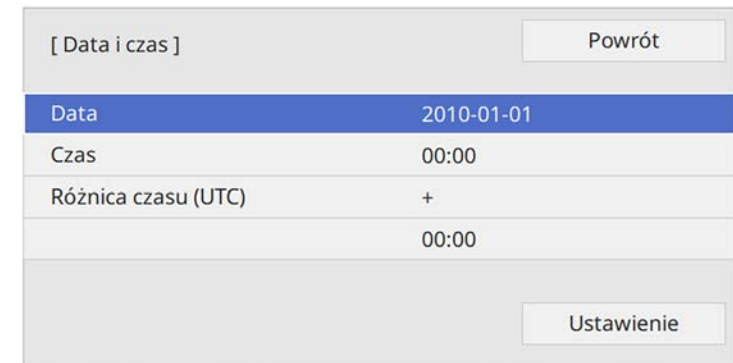 [ Data i czas ] Powrót
Data 2010-01-01
Czas 00:00
Różnica czasu (UTC) +
00:00
Ustawienie